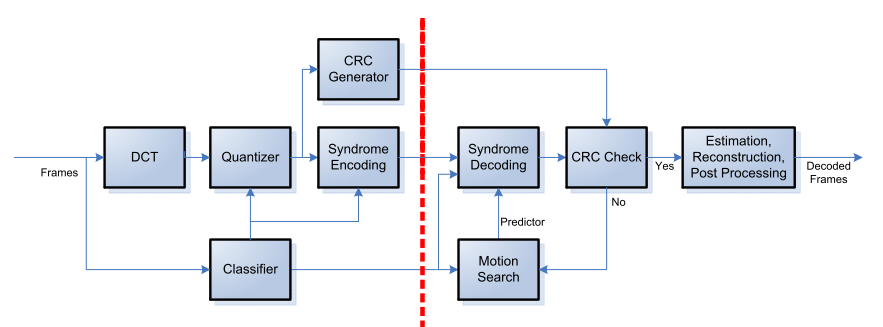 CRC
Generator
DCT
Quantizer
Syndrome
Encoding
Syndrome
Decoding
CRC Check
Estimation,
Reconstruction,
Post Processing
Frames
Yes
Decoded
Frames
No
Predictor
Classifier
Motion
Search